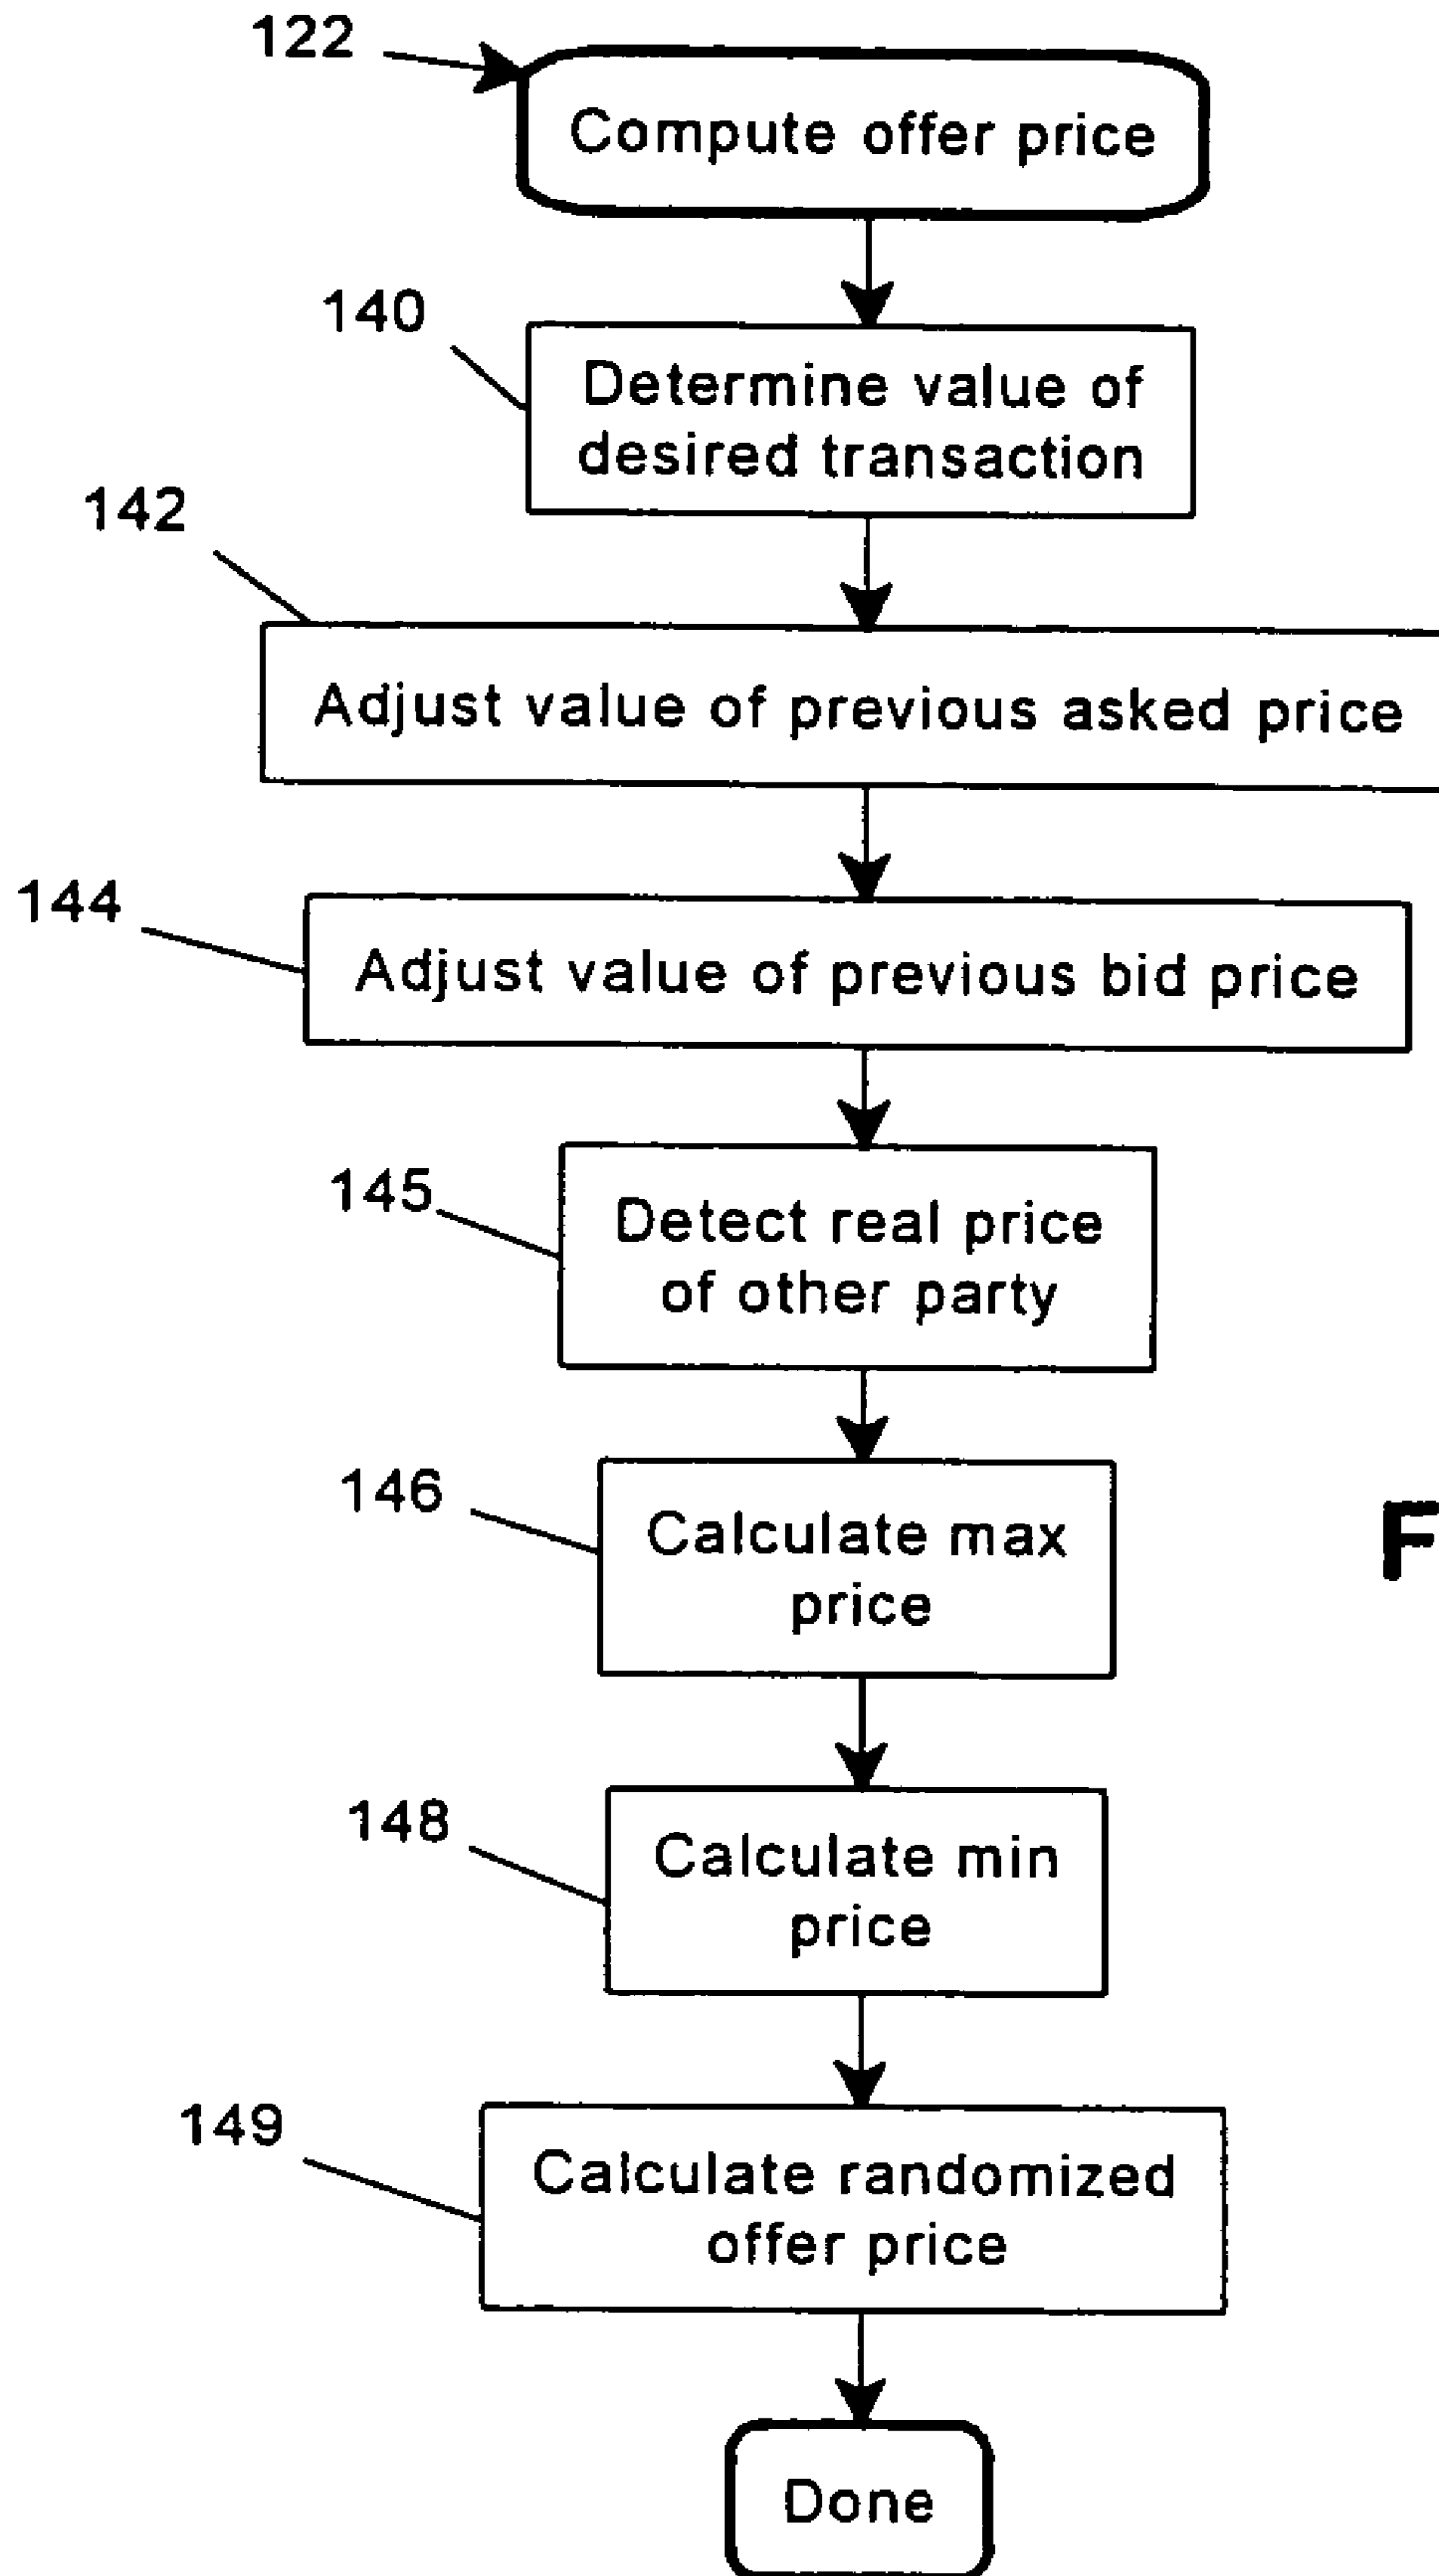 122
Compute offer price
140
Determine value of
desired transaction
142
Adjust value of previous asked price
144
Adjust value of previous bid price
145
Detect real price
of other party
146
Calculate max
price
F
148
Calculate min
price
149
Calculate randomized
offer price
Done